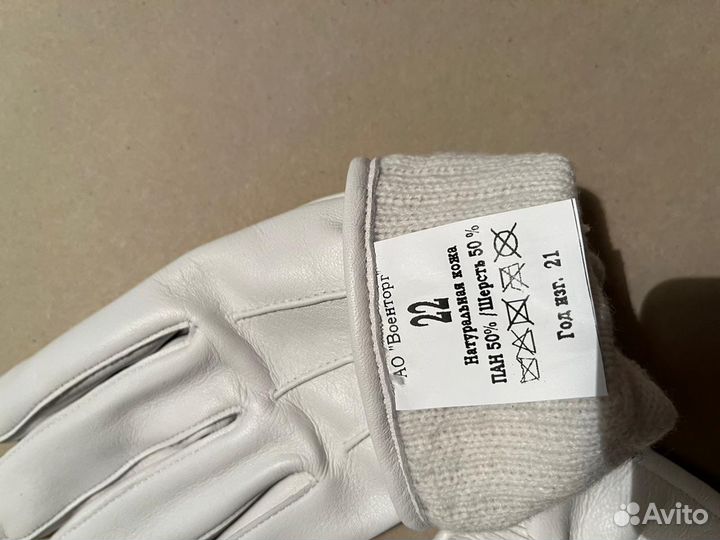 АО "Военторг"
22
Натуральная кожа
ПАН 50% /Шерсть 50 %
Год изг. 21
Avito